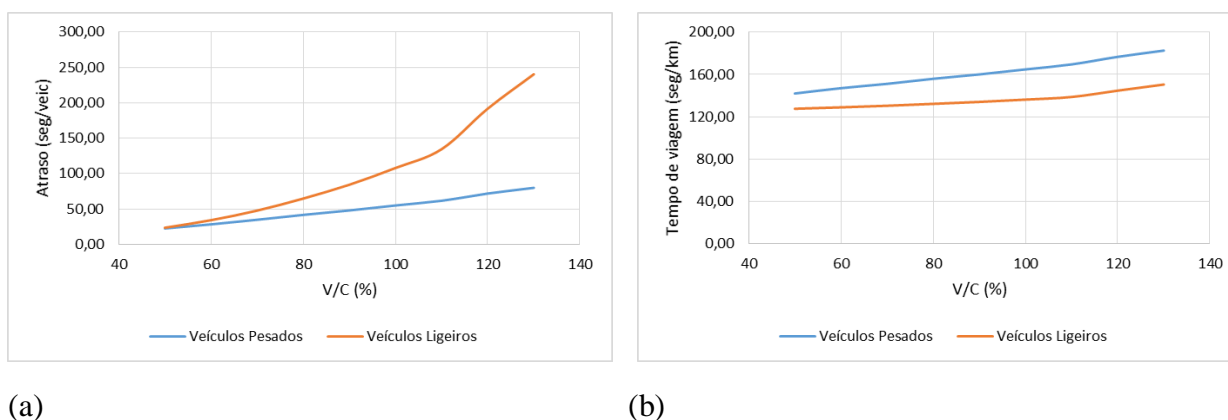 300,00
250,00
200,00
150,00
100,00
50,00
0,00
Atraso (seg/veic)
40 60 80 100 120 140
V/C (%)
Veículos Pesados Veículos Ligeiros
(a)
200,00
160,00
120,00
80,00
40,00
0,00
Tempo de viagem (seg/km)
40 60 80 100 120 140
V/C (%)
Veículos Pesados Veículos Ligeiros
(b)